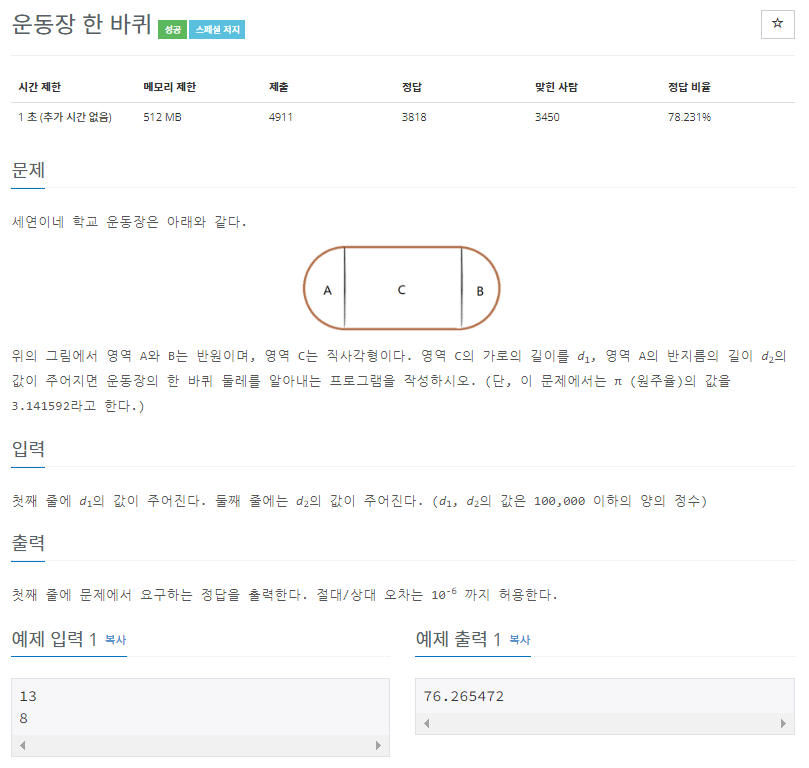 운동장 한 바퀴 성공 스페셜 저지
☆
시간 제한 메모리 제한 제출 정답 맞힌 사람 정답 비율
1 초 (추가 시간 없음) 512 MB 4911 3818 3450 78.231%
문제
세연이네 학교 운동장은 아래와 같다.
A C B
위의 그림에서 영역 A와 B는 반원이며, 영역 C는 직사각형이다. 영역 C의 가로의 길이를 d₁, 영역 A의 반지름의 길이 d₂의
값이 주어지면 운동장의 한 바퀴 둘레를 알아내는 프로그램을 작성하시오. (단, 이 문제에서는 π (원주율)의 값을
3.141592라고 한다.)
입력
첫째 줄에 d₁의 값이 주어진다. 둘째 줄에는 d₂의 값이 주어진다. (d₁, d₂의 값은 100,000 이하의 양의 정수)
출력
첫째 줄에 문제에서 요구하는 정답을 출력한다. 절대/상대 오차는 10⁻⁶ 까지 허용한다.
예제 입력 1 복사
13
8
예제 출력 1 복사
76.265472